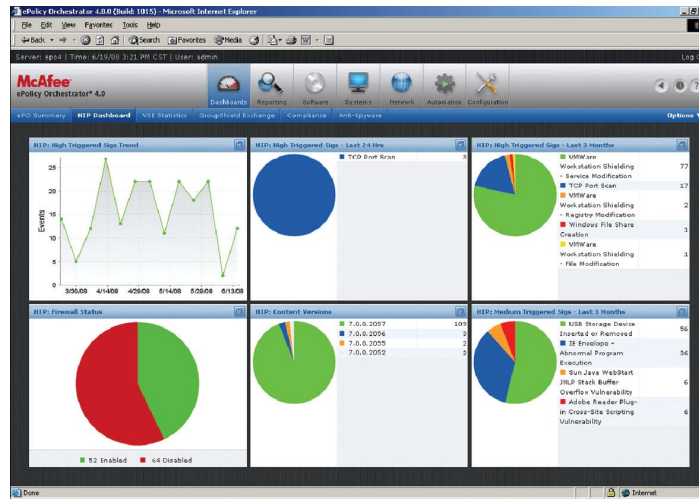 ePolicy Orchestrator 4.0.0 (Build: 1015) - Microsoft Internet Explorer
File Edit View Favorites Tools Help
Back Search Favorites Media
Server: epo4 | Time: 6/19/08 3:21 PM CST | User: admin
Log
McAfee
ePolicy Orchestrator 4.0
Dashboards Reporting Software Systems Network Automation Configuration
ePO Summary HIP Dashboard VSE Statistics GroupShield Exchange Compliance Anti-Spyware Options
HIP: High Triggered Sigs Trend
Events
25
20
15
10
5
0
3/30/08 4/14/08 4/29/08 5/14/08 5/29/08 6/13/08
HIP: High Triggered Sigs - Last 24 Hrs
TCP Port Scan 3
HIP: High Triggered Sigs - Last 3 Months
VMWare
Workstation Shielding 77
- Service Modification
TCP Port Scan 17
VMWare
Workstation Shielding 2
- Registry Modification
Windows File Share 1
Creation
VMWare
Workstation Shielding 1
- File Modification
HIP: Firewall Status
52 Enabled 64 Disabled
HIP: Content Versions
7.0.0.2057 109
7.0.0.2056 3
7.0.0.2055 2
7.0.0.2052 2
HIP: Medium Triggered Sigs - Last 3 Months
USB Storage Device 56
Inserted or Removed
IE Envelope -
Abnormal Program 36
Execution
Sun Java WebStart
JNLP Stack Buffer 6
Overflow Vulnerability
Adobe Reader Plug-
in Cross-Site Scripting 6
Vulnerability
Done
Internet